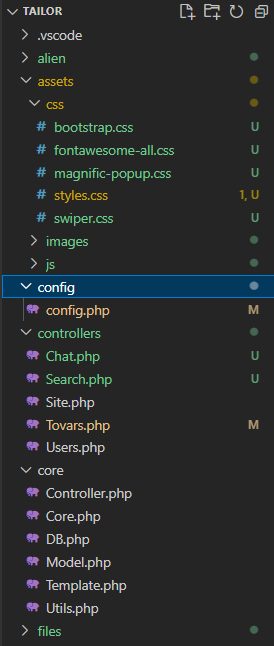 TAILOR
.vscode
alien
assets
css
# bootstrap.css U
# fontawesome-all.css U
# magnific-popup.css U
# styles.css 1, U
# swiper.css U
images
js
config
config.php M
controllers
Chat.php U
Search.php U
Site.php
Tovars.php M
Users.php
core
Controller.php
Core.php
DB.php
Model.php
Template.php
Utils.php
files